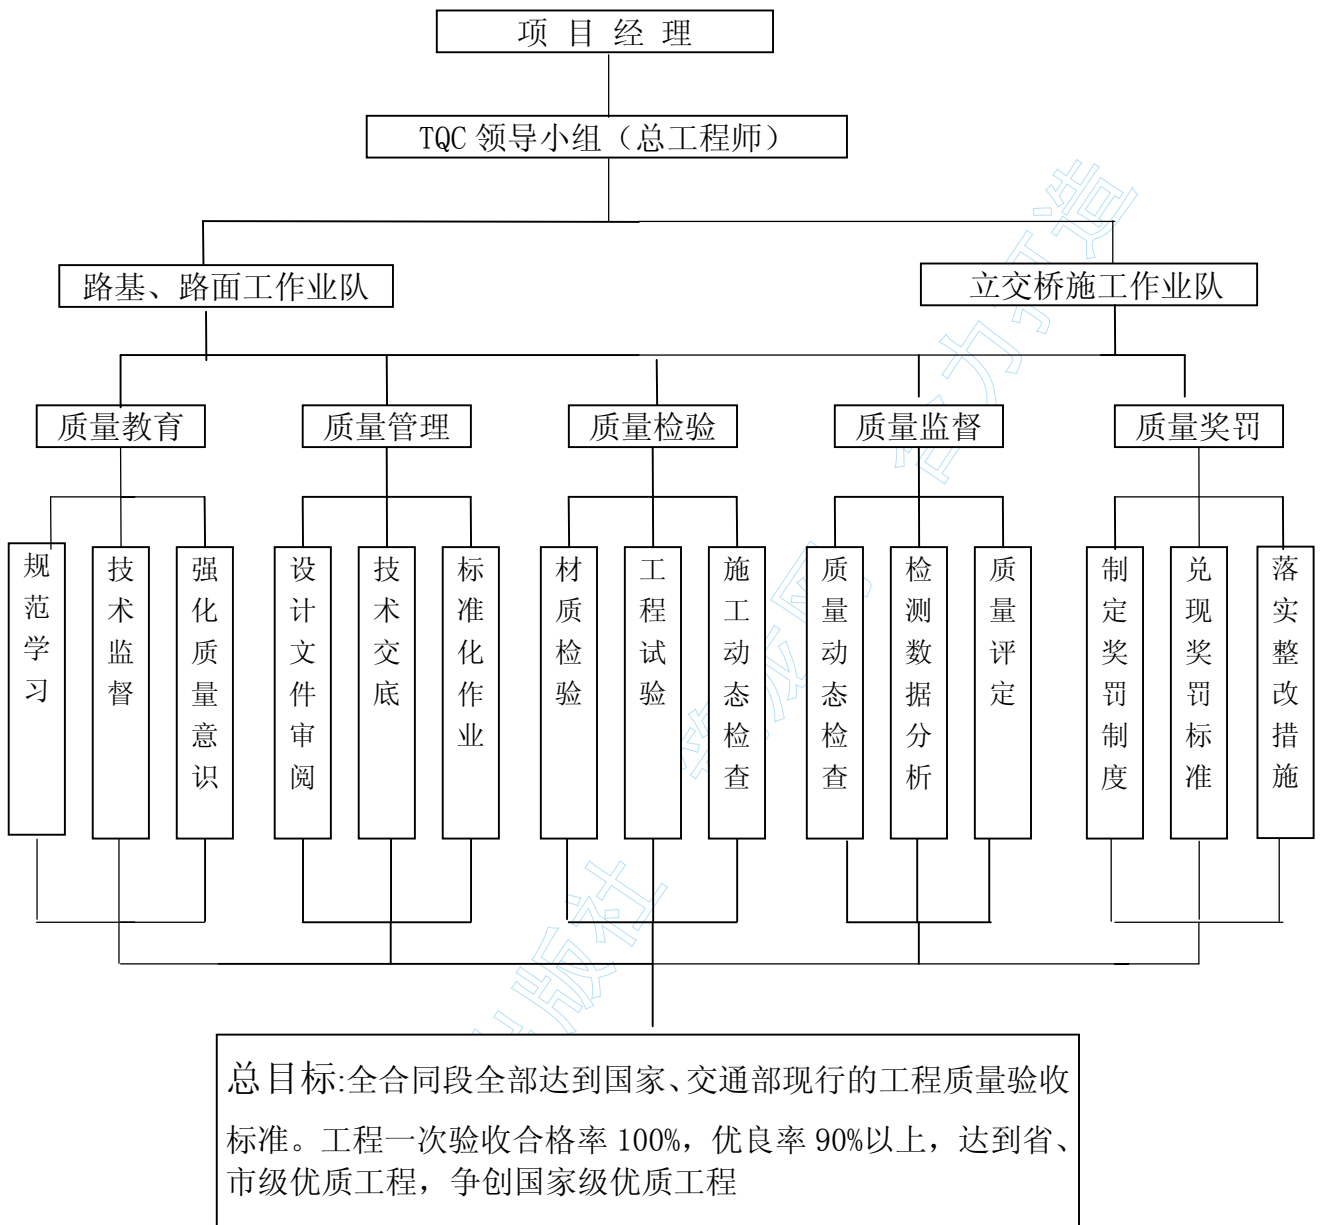 项 目 经 理
TQC 领导小组（总工程师）
路基、路面工作业队
立交桥施工作业队
质量教育
质量管理
质量检验
质量监督
质量奖罚
规范学习
技术监督
强化质量意识
设计文件审阅
技术交底
标准化作业
材质检验
工程试验
施工动态检查
质量动态检查
检测数据分析
质量评定
制定奖罚制度
兑现奖罚标准
落实整改措施
总目标:全合同段全部达到国家、交通部现行的工程质量验收
标准。工程一次验收合格率 100%，优良率 90%以上，达到省、
市级优质工程，争创国家级优质工程